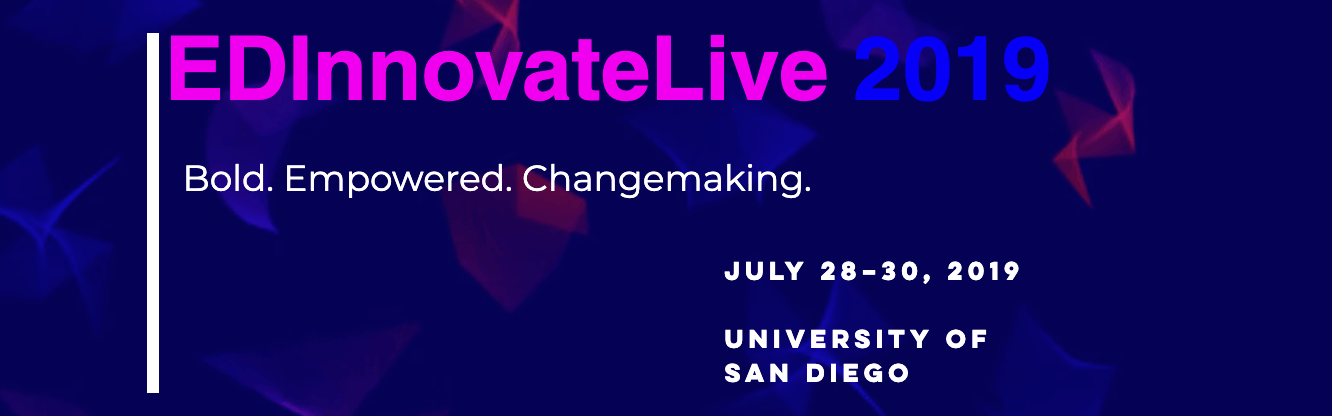 EDInnovateLive 2019
Bold. Empowered. Changemaking.
JULY 28–30, 2019
UNIVERSITY OF
SAN DIEGO